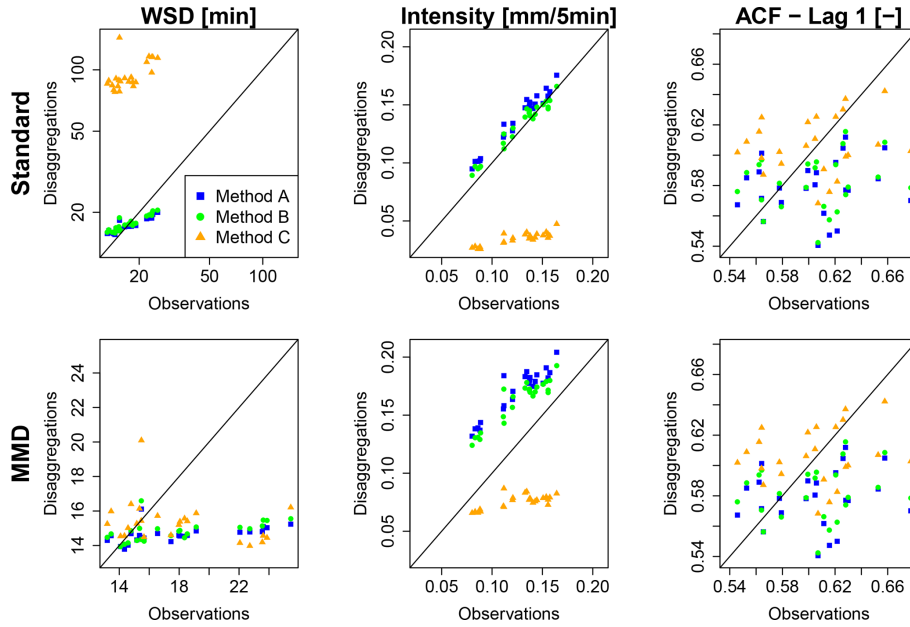 WSD [min]
Intensity [mm/5min]
ACF − Lag 1 [−]
Standard
Disaggregations
100
50
20
Method A
Method B
Method C
20
50
100
Observations
Disaggregations
0.20
0.15
0.10
0.05
0.05
0.10
0.15
0.20
Observations
Disaggregations
0.66
0.62
0.58
0.54
0.54
0.58
0.62
0.66
Observations
MMD
Disaggregations
24
22
20
18
16
14
14
18
22
Observations
Disaggregations
0.20
0.15
0.10
0.05
0.05
0.10
0.15
0.20
Observations
Disaggregations
0.66
0.62
0.58
0.54
0.54
0.58
0.62
0.66
Observations